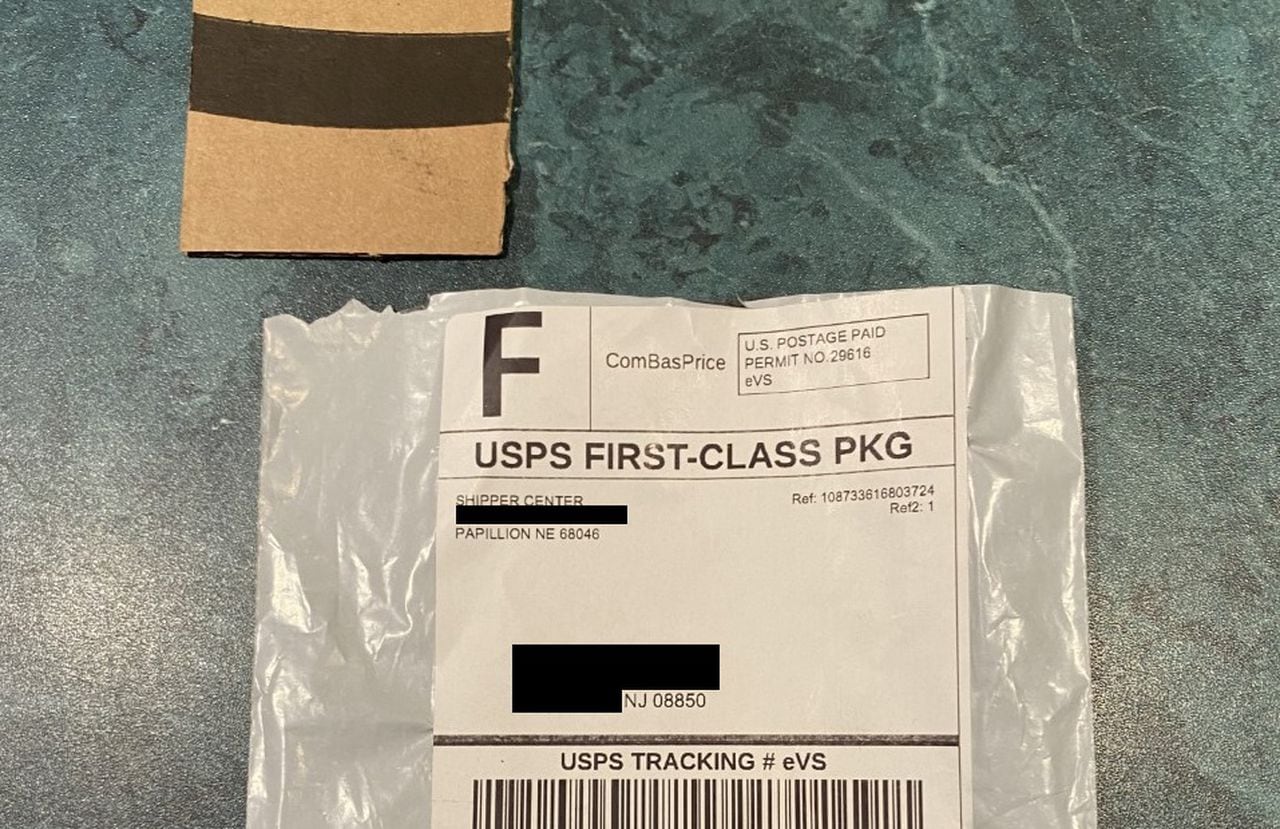 F
ComBasPrice
U.S. POSTAGE PAID
PERMIT NO.29616
eVS
USPS FIRST-CLASS PKG
SHIPPER CENTER
Ref: 108733616803724
Ref2: 1
PAPILLION NE 68046
NJ 08850
USPS TRACKING # eVS